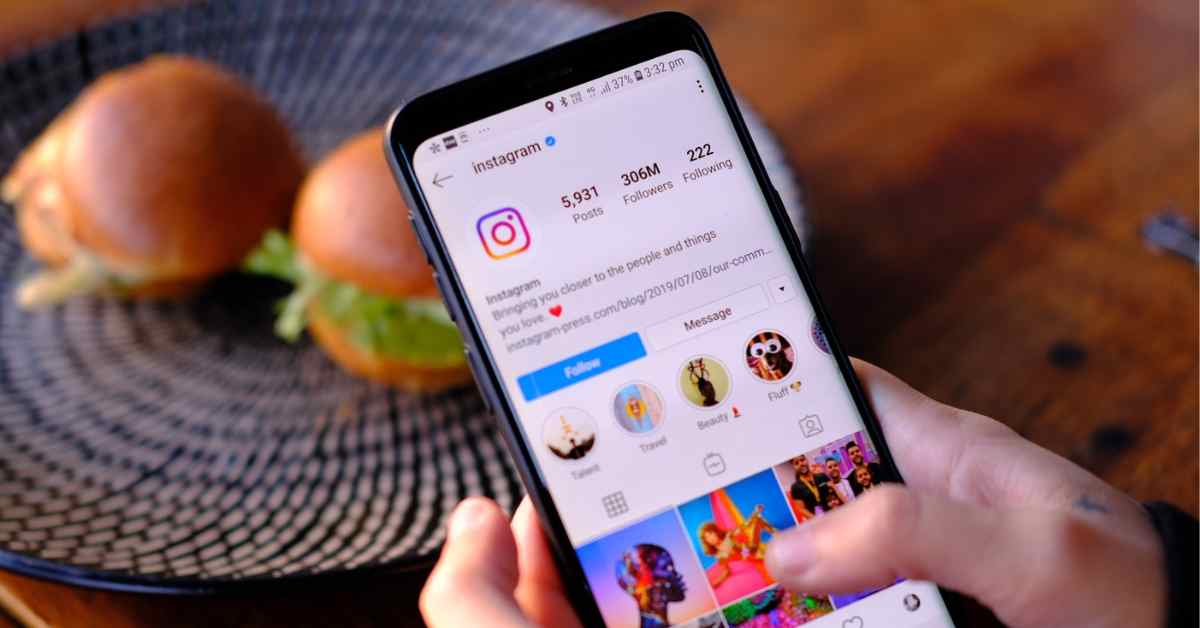 37% 3:32 pm
instagram
5,931 306M 222
Posts Followers Following
Instagram
Bringing you closer to the people and things
you love. ❤️
instagram-press.com/blog/2019/07/08/our-comm...
Follow Message
Talent Travel Beauty💄 Fluff🐶